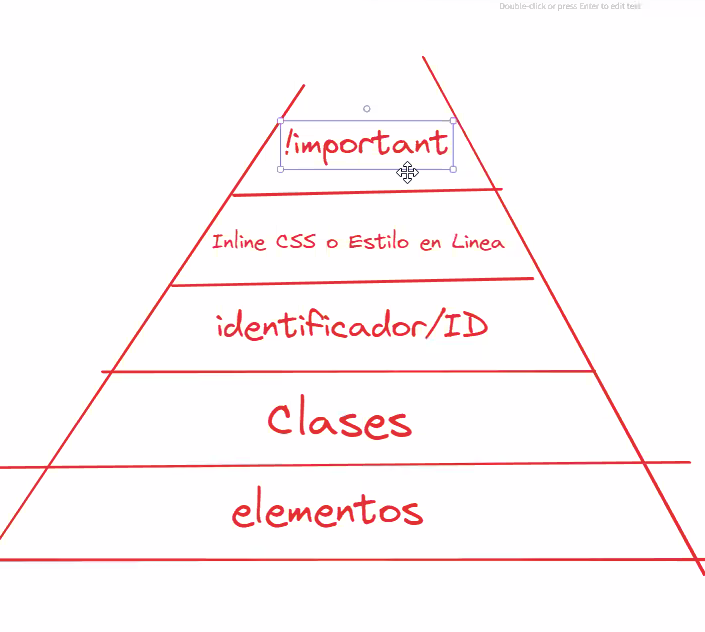 Double-click or press Enter to edit text
!important
Inline CSS o Estilo en Linea
identificador/ID
Clases
elementos